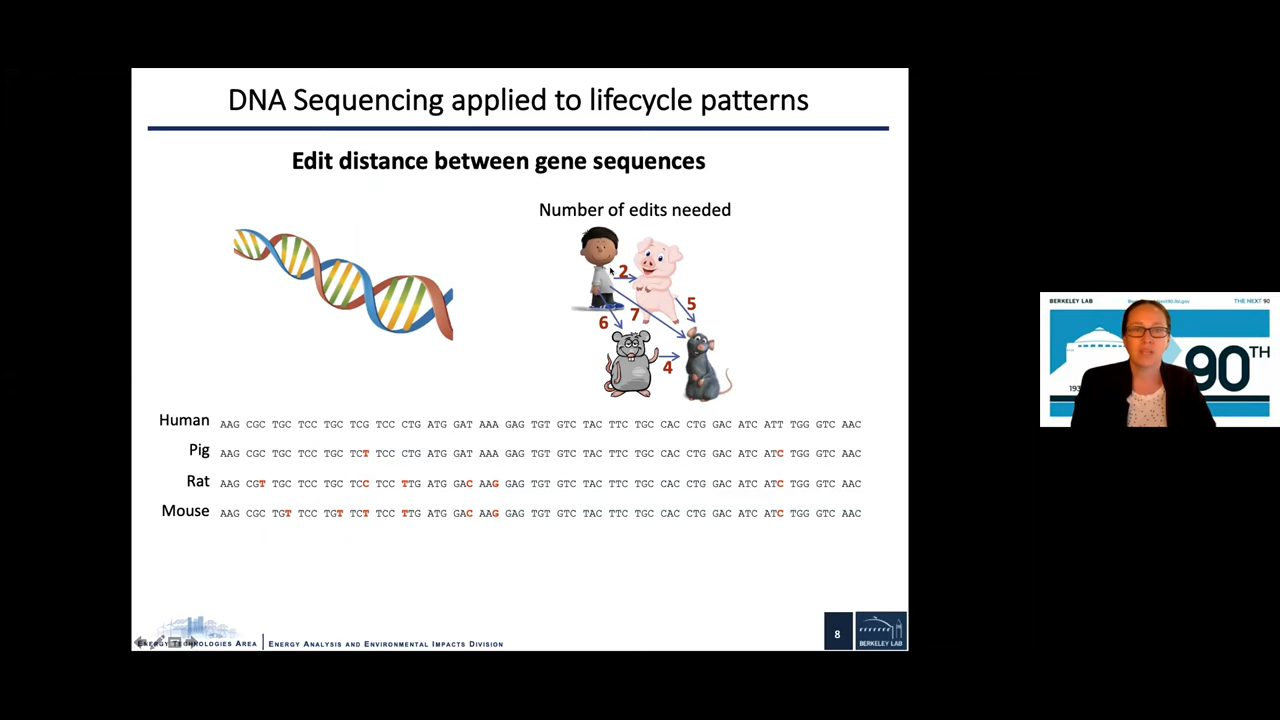 DNA Sequencing applied to lifecycle patterns
Edit distance between gene sequences
Number of edits needed
2
5
7
6
4
Human AAG CGC TGC TCC TGC TCG TCC CTG ATG GAT AAA GAG TGT GTC TAC TTC TGC CAC CTG GAC ATC ATT TGG GTC AAC
Pig AAG CGC TGC TCC TGC TCT TCC CTG ATG GAT AAA GAG TGT GTC TAC TTC TGC CAC CTG GAC ATC ATC TGG GTC AAC
Rat AAG CGT TGC TCC TGC TCC TCC TTG ATG GAC AAG GAG TGT GTC TAC TTC TGC CAC CTG GAC ATC ATC TGG GTC AAC
Mouse AAG CGC TGT TCC TGT TCT TCC TTG ATG GAC AAG GAG TGT GTC TAC TTC TGC CAC CTG GAC ATC ATC TGG GTC AAC
Energy Technologies Area Energy Analysis and Environmental Impacts Division
8
BERKELEY LAB
BERKELEY LAB
THE NEXT 90
90TH